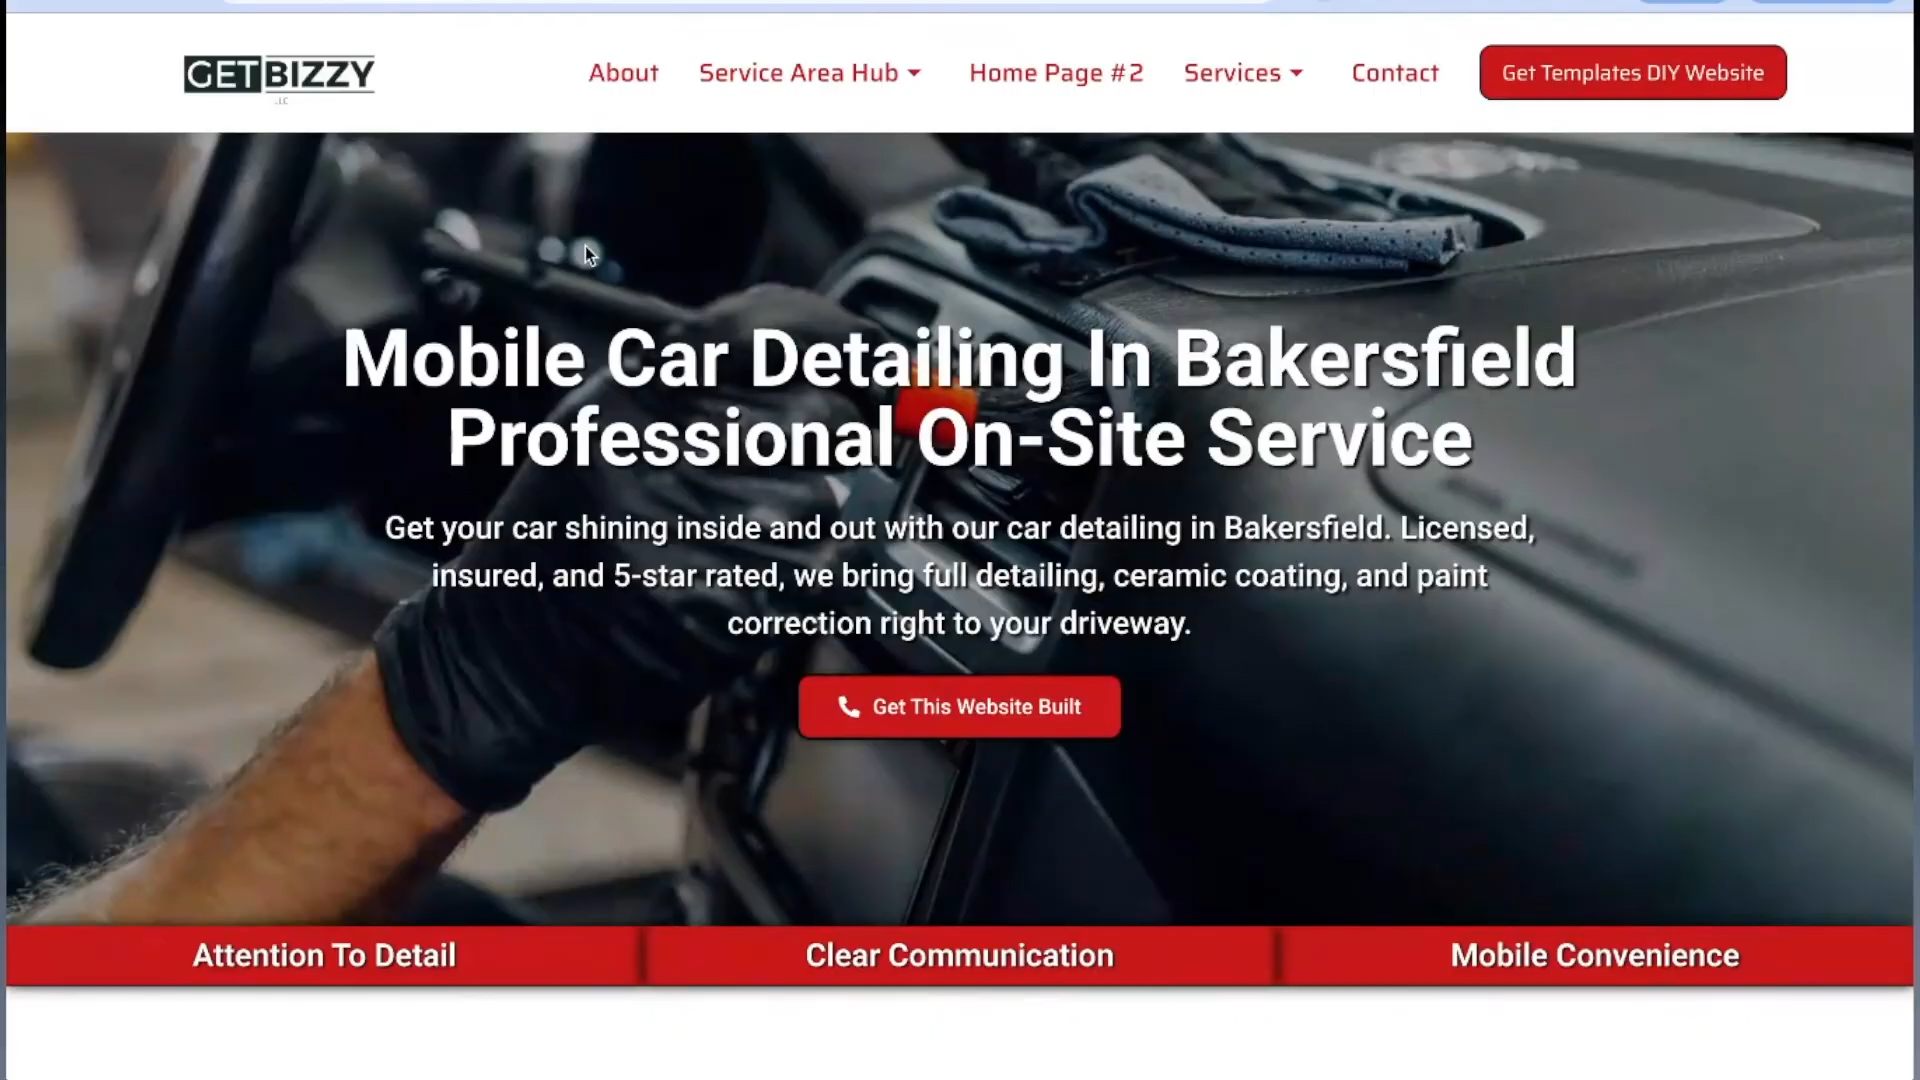 GETBIZZY
LLC
About
Service Area Hub
Home Page #2
Services
Contact
Get Templates DIY Website
Mobile Car Detailing In Bakersfield
Professional On-Site Service
Get your car shining inside and out with our car detailing in Bakersfield. Licensed,
insured, and 5-star rated, we bring full detailing, ceramic coating, and paint
correction right to your driveway.
Get This Website Built
Attention To Detail
Clear Communication
Mobile Convenience